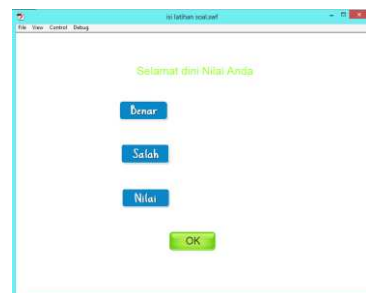 isi latihan soal.swf
File View Control Debug
Selamat dini Nilai Anda
Benar
Salah
Nilai
OK